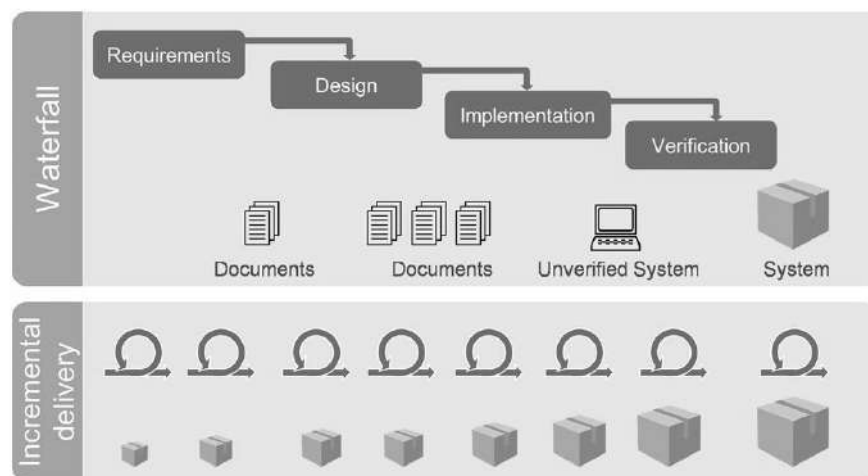 Waterfall
Requirements
Design
Implementation
Verification
Documents
Documents
Unverified System
System
Incremental
delivery